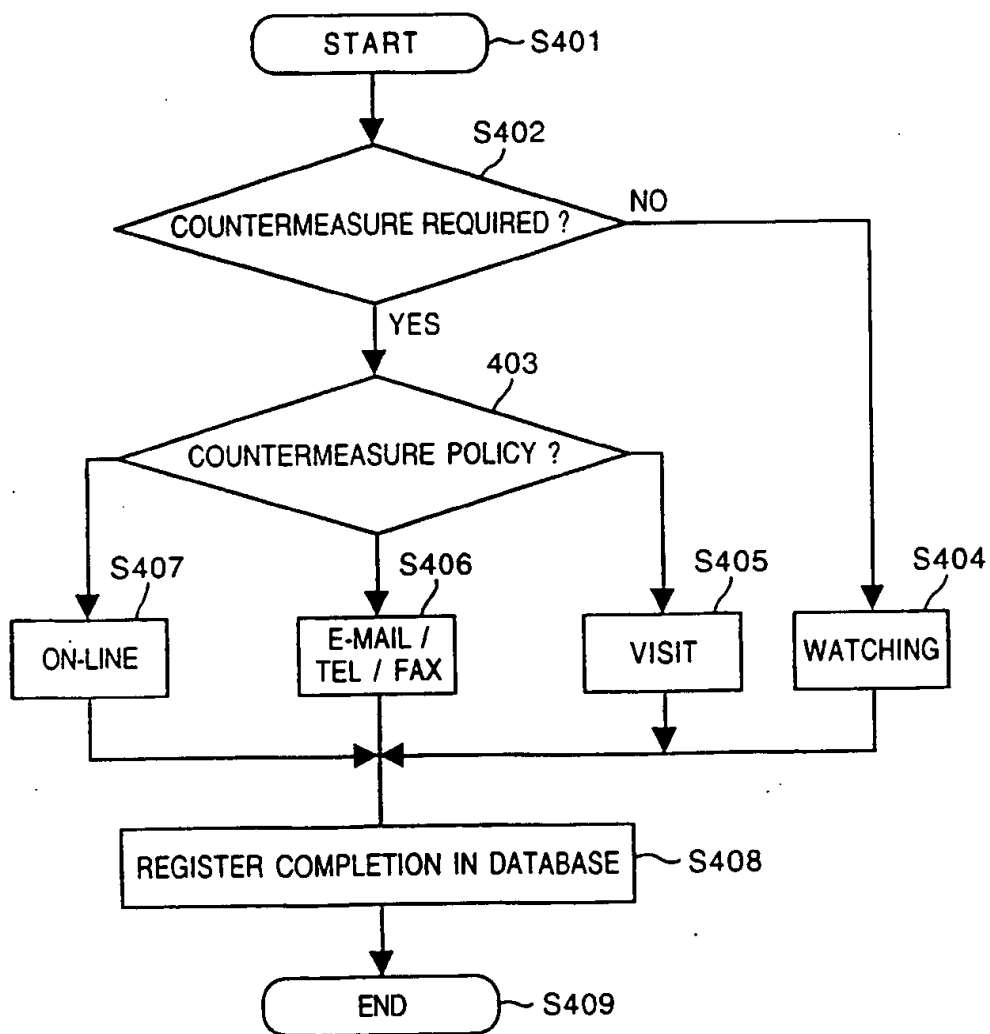 START
S401
S402
COUNTERMEASURE REQUIRED ?
NO
YES
403
COUNTERMEASURE POLICY ?
S407
S406
S405
S404
ON-LINE
E-MAIL /
TEL / FAX
VISIT
WATCHING
REGISTER COMPLETION IN DATABASE
S408
END
S409